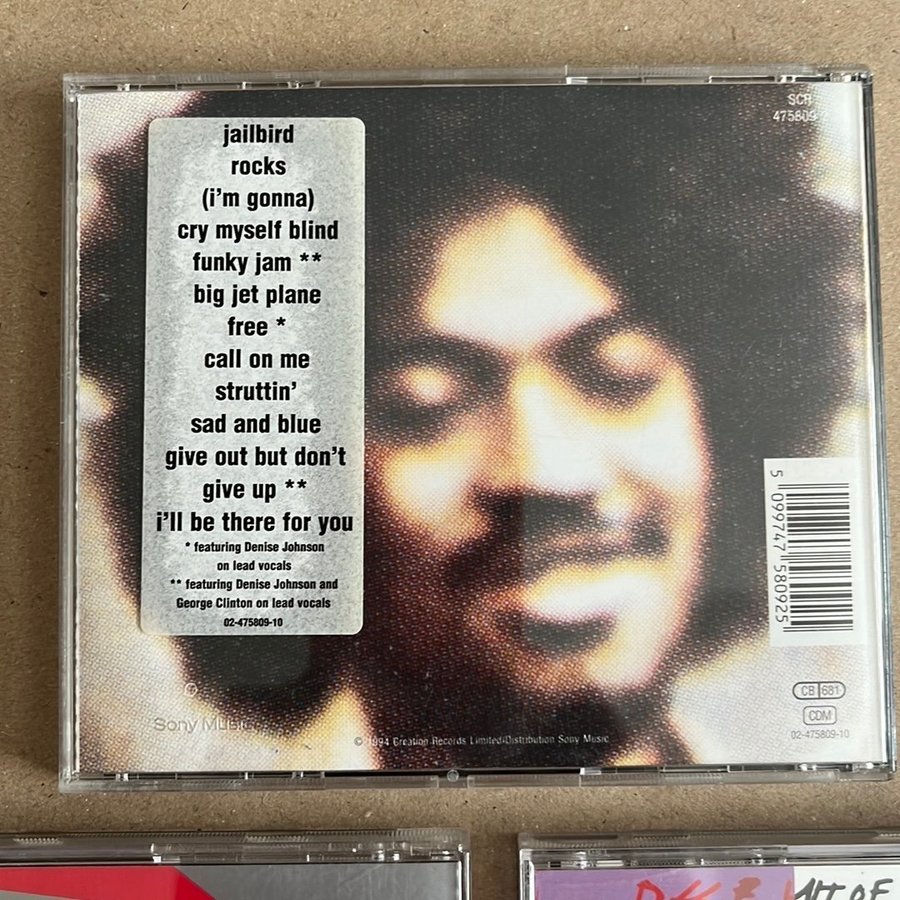 jailbird
rocks
(i'm gonna)
cry myself blind
funky jam **
big jet plane
free *
call on me
struttin'
sad and blue
give out but don't
give up **
i'll be there for you
* featuring Denise Johnson
on lead vocals
** featuring Denise Johnson and
George Clinton on lead vocals
02-475809-10
SCR
475809 2
5 099747 580925
CB 681
CDM
02-475809-10
Sony Music
© 1994 Creation Records Limited/Distribution Sony Music